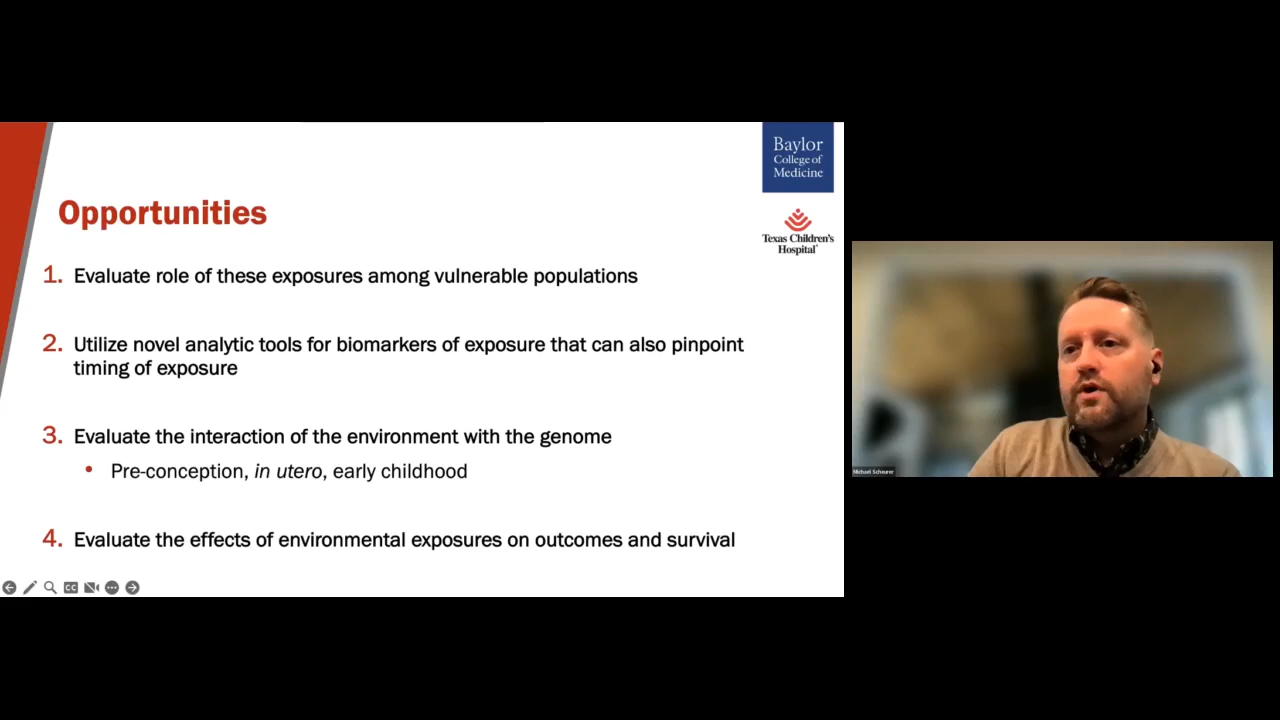 Baylor
College of
Medicine
Texas Children's
Hospital
Opportunities
1. Evaluate role of these exposures among vulnerable populations
2. Utilize novel analytic tools for biomarkers of exposure that can also pinpoint
timing of exposure
3. Evaluate the interaction of the environment with the genome
• Pre-conception, in utero, early childhood
4. Evaluate the effects of environmental exposures on outcomes and survival
CC
Michael Scheurer